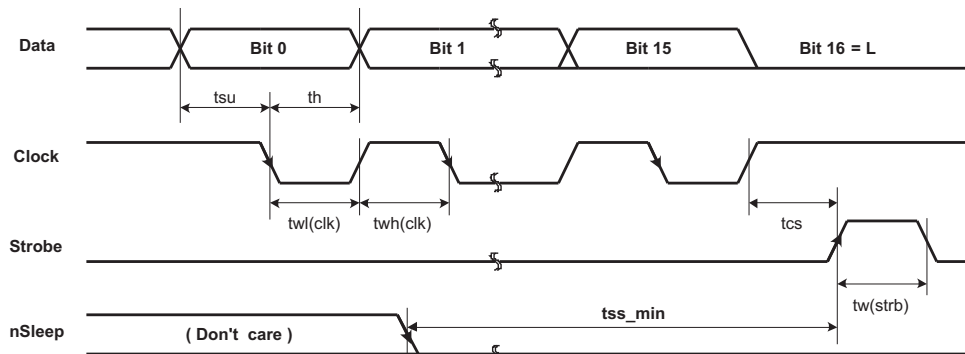 Data
Bit 0
Bit 1
Bit 15
Bit 16 = L
tsu
th
Clock
twl(clk)
twh(clk)
tcs
Strobe
tw(strb)
tss_min
nSleep
( Don't care )